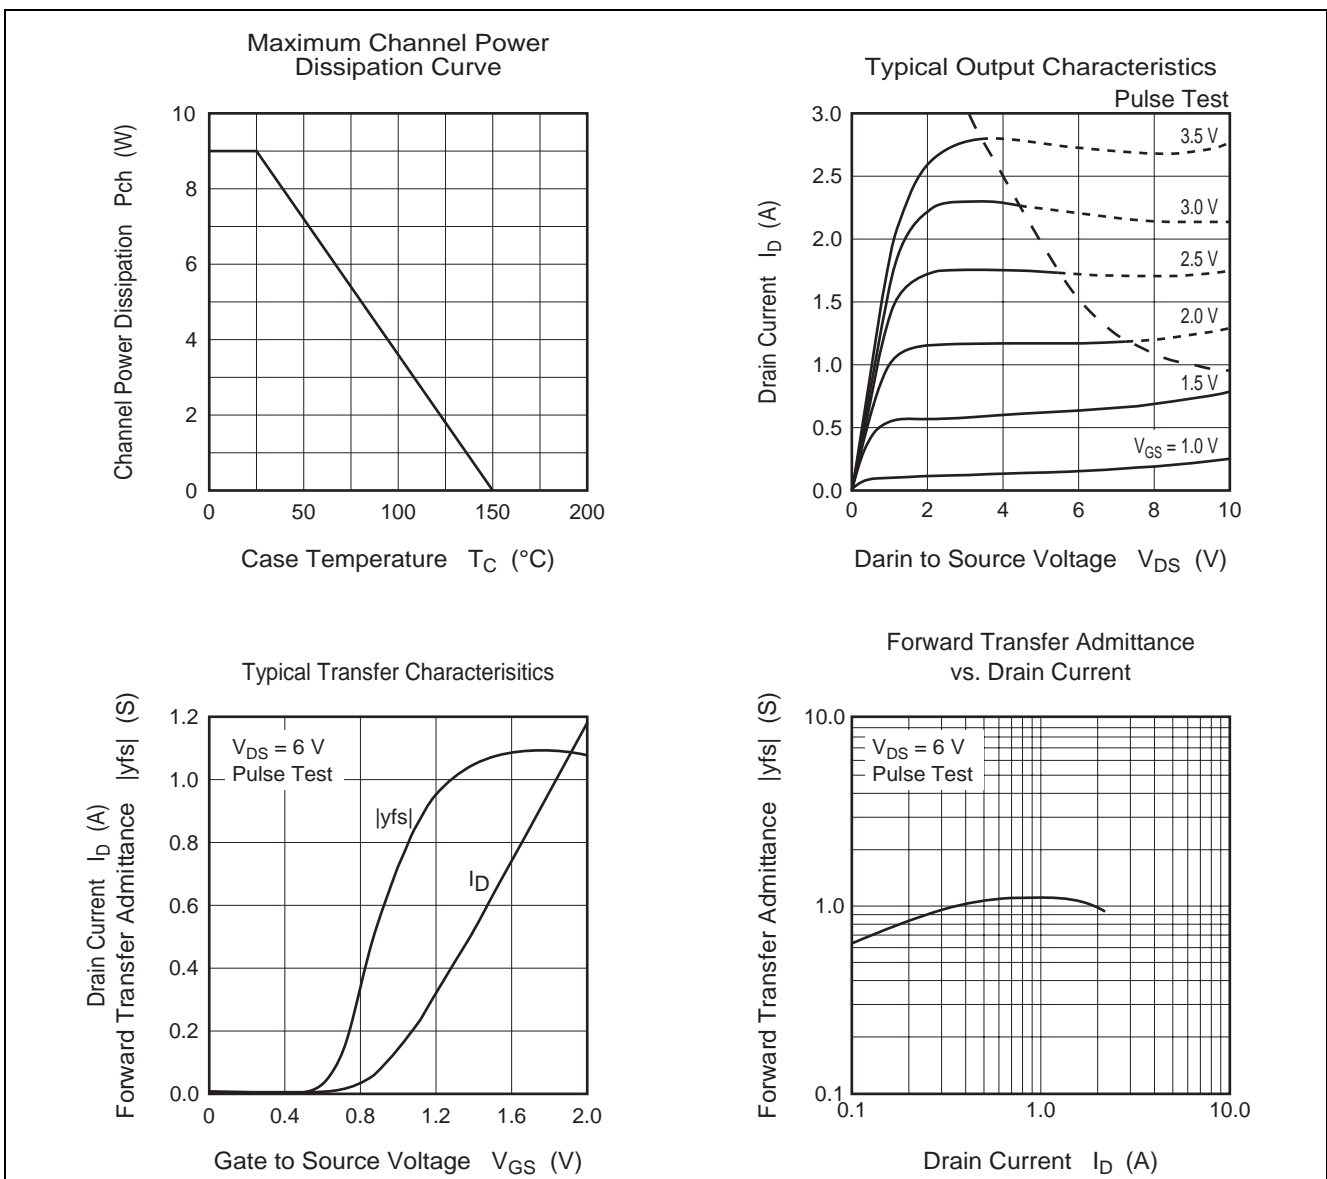 Maximum Channel Power
Dissipation Curve
Channel Power Dissipation Pch (W)
10
8
6
4
2
0
0 50 100 150 200
Case Temperature TC (°C)
Typical Output Characteristics
Pulse Test
Drain Current ID (A)
3.0
2.5
2.0
1.5
1.0
0.5
0.0
3.5 V
3.0 V
2.5 V
2.0 V
1.5 V
VGS = 1.0 V
0 2 4 6 8 10
Darin to Source Voltage VDS (V)
Typical Transfer Characterisitics
Drain Current ID (A)
Forward Transfer Admittance |yfs| (S)
1.2
1.0
0.8
0.6
0.4
0.2
0.0
VDS = 6 V
Pulse Test
|yfs|
ID
0 0.4 0.8 1.2 1.6 2.0
Gate to Source Voltage VGS (V)
Forward Transfer Admittance
vs. Drain Current
Forward Transfer Admittance |yfs| (S)
10.0
1.0
0.1
VDS = 6 V
Pulse Test
0.1 1.0 10.0
Drain Current ID (A)